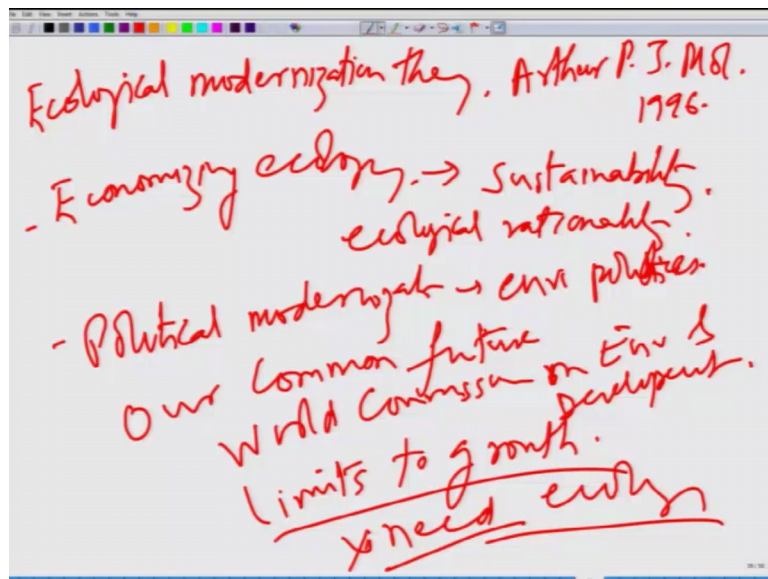 Ecological modernization they. Arthur P. J. Mol.
1996.
- Economizing ecology. → sustainability.
ecological rationality.
- Political modernizat → envi politics
Our common future
World Commission on Env &
Development.
limits to growth.
need ecology